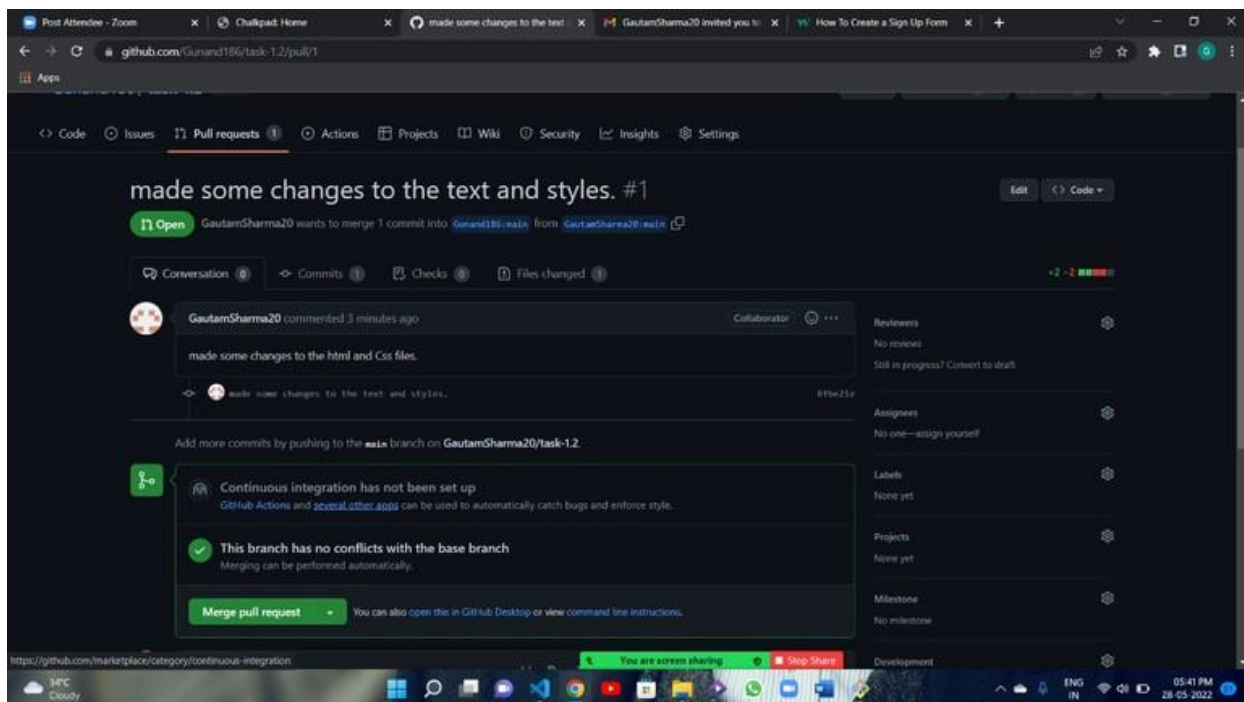 Post Attendee - Zoom
Chalkpad: Home
made some changes to the text
GautamSharma20 invited you to
How To Create a Sign Up Form
github.com/Gunand186/task-1.2/pull/1
Apps
Code Issues Pull requests 1 Actions Projects Wiki Security Insights Settings
made some changes to the text and styles. #1
Edit Code
Open GautamSharma20 wants to merge 1 commit into Gunand186:main from GautamSharma20:main
Conversation 0 Commits 1 Checks 0 Files changed 1 +2 −2
GautamSharma20 commented 3 minutes ago Collaborator ...
made some changes to the html and Css files.
made some changes to the text and styles.
Add more commits by pushing to the main branch on GautamSharma20/task-1.2.
Continuous integration has not been set up
GitHub Actions and several other apps can be used to automatically catch bugs and enforce style.
This branch has no conflicts with the base branch
Merging can be performed automatically.
Merge pull request You can also open this in GitHub Desktop or view command line instructions.
Reviewers
No reviews
Still in progress? Convert to draft
Assignees
No one—assign yourself
Labels
None yet
Projects
None yet
Milestone
No milestone
Development
https://github.com/marketplace/category/continuous-integration
You are screen sharing Stop Share
34°C
Cloudy
ENG
IN
05:41 PM
28-05-2022